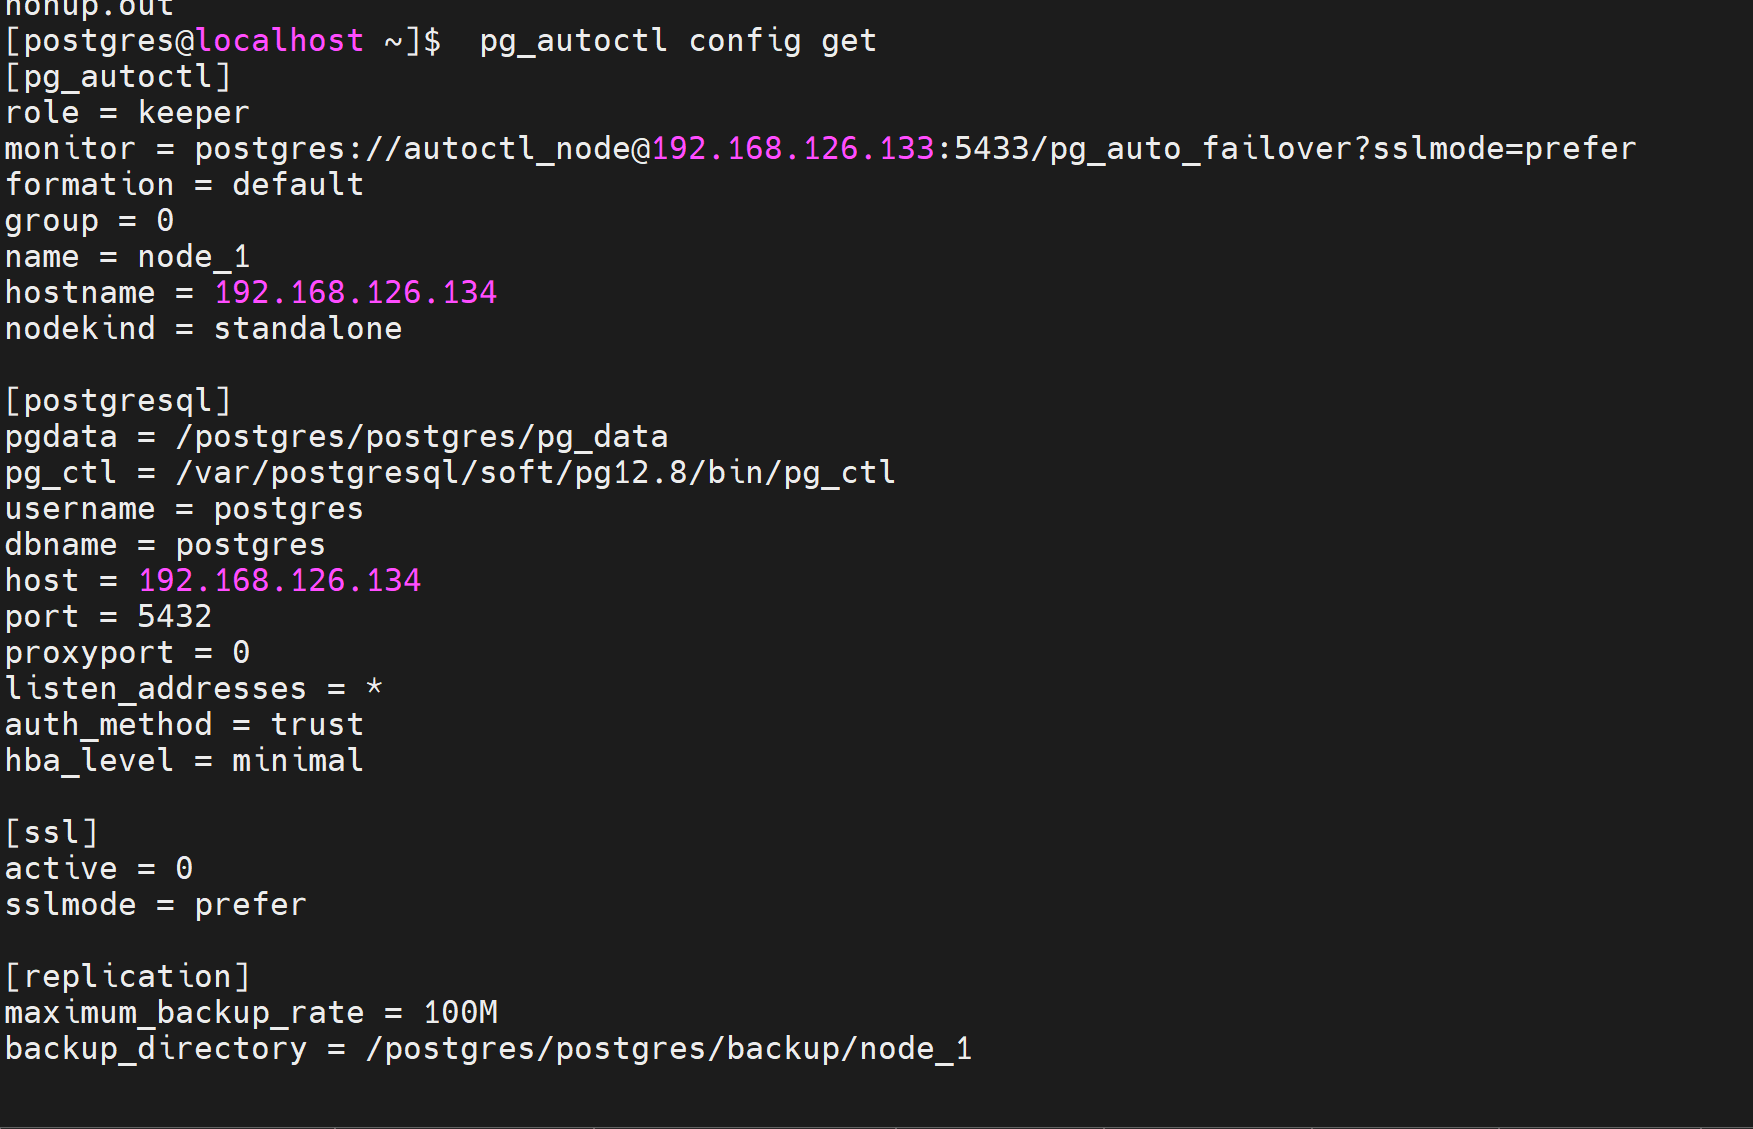 nohup.out
[postgres@localhost ~]$  pg_autoctl config get
[pg_autoctl]
role = keeper
monitor = postgres://autoctl_node@192.168.126.133:5433/pg_auto_failover?sslmode=prefer
formation = default
group = 0
name = node_1
hostname = 192.168.126.134
nodekind = standalone

[postgresql]
pgdata = /postgres/postgres/pg_data
pg_ctl = /var/postgresql/soft/pg12.8/bin/pg_ctl
username = postgres
dbname = postgres
host = 192.168.126.134
port = 5432
proxyport = 0
listen_addresses = *
auth_method = trust
hba_level = minimal

[ssl]
active = 0
sslmode = prefer

[replication]
maximum_backup_rate = 100M
backup_directory = /postgres/postgres/backup/node_1